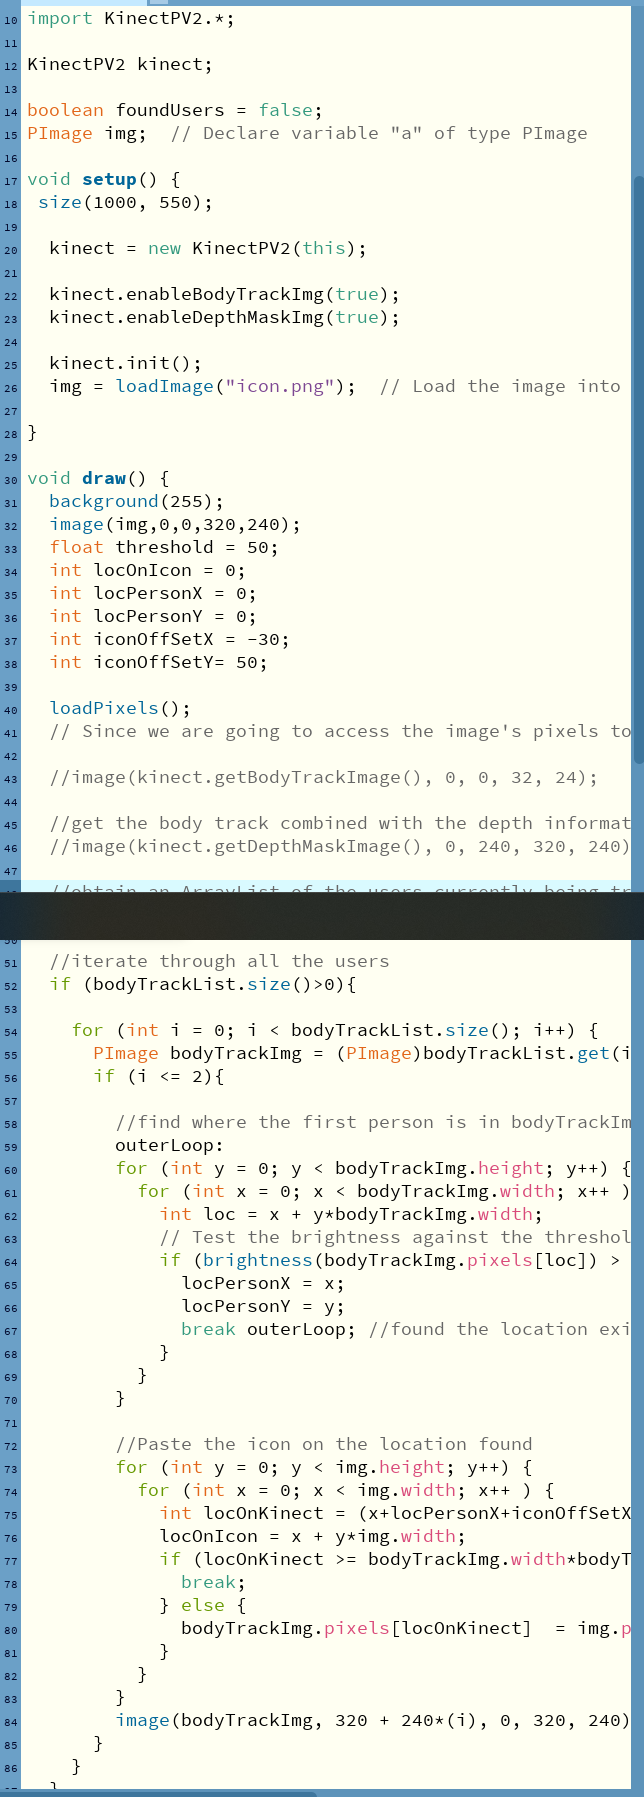 10 import KinectPV2.*;
11
12 KinectPV2 kinect;
13
14 boolean foundUsers = false;
15 PImage img;  // Declare variable "a" of type PImage
16
17 void setup() {
18  size(1000, 550);
19
20   kinect = new KinectPV2(this);
21
22   kinect.enableBodyTrackImg(true);
23   kinect.enableDepthMaskImg(true);
24
25   kinect.init();
26   img = loadImage("icon.png");  // Load the image into
27
28 }
29
30 void draw() {
31   background(255);
32   image(img,0,0,320,240);
33   float threshold = 50;
34   int locOnIcon = 0;
35   int locPersonX = 0;
36   int locPersonY = 0;
37   int iconOffSetX = -30;
38   int iconOffSetY= 50;
39
40   loadPixels();
41   // Since we are going to access the image's pixels to
42
43   //image(kinect.getBodyTrackImage(), 0, 0, 32, 24);
44
45   //get the body track combined with the depth informat
46   //image(kinect.getDepthMaskImage(), 0, 240, 320, 240)
47
//obtain an ArrayList of the users currently being tr
50
51   //iterate through all the users
52   if (bodyTrackList.size()>0){
53
54     for (int i = 0; i < bodyTrackList.size(); i++) {
55       PImage bodyTrackImg = (PImage)bodyTrackList.get(i
56       if (i <= 2){
57
58         //find where the first person is in bodyTrackIm
59         outerLoop:
60         for (int y = 0; y < bodyTrackImg.height; y++) {
61           for (int x = 0; x < bodyTrackImg.width; x++ )
62             int loc = x + y*bodyTrackImg.width;
63             // Test the brightness against the threshol
64             if (brightness(bodyTrackImg.pixels[loc]) >
65               locPersonX = x;
66               locPersonY = y;
67               break outerLoop; //found the location exi
68             }
69           }
70         }
71
72         //Paste the icon on the location found
73         for (int y = 0; y < img.height; y++) {
74           for (int x = 0; x < img.width; x++ ) {
75             int locOnKinect = (x+locPersonX+iconOffSetX
76             locOnIcon = x + y*img.width;
77             if (locOnKinect >= bodyTrackImg.width*bodyT
78               break;
79             } else {
80               bodyTrackImg.pixels[locOnKinect]  = img.p
81             }
82           }
83         }
84         image(bodyTrackImg, 320 + 240*(i), 0, 320, 240)
85       }
86     }
87   }